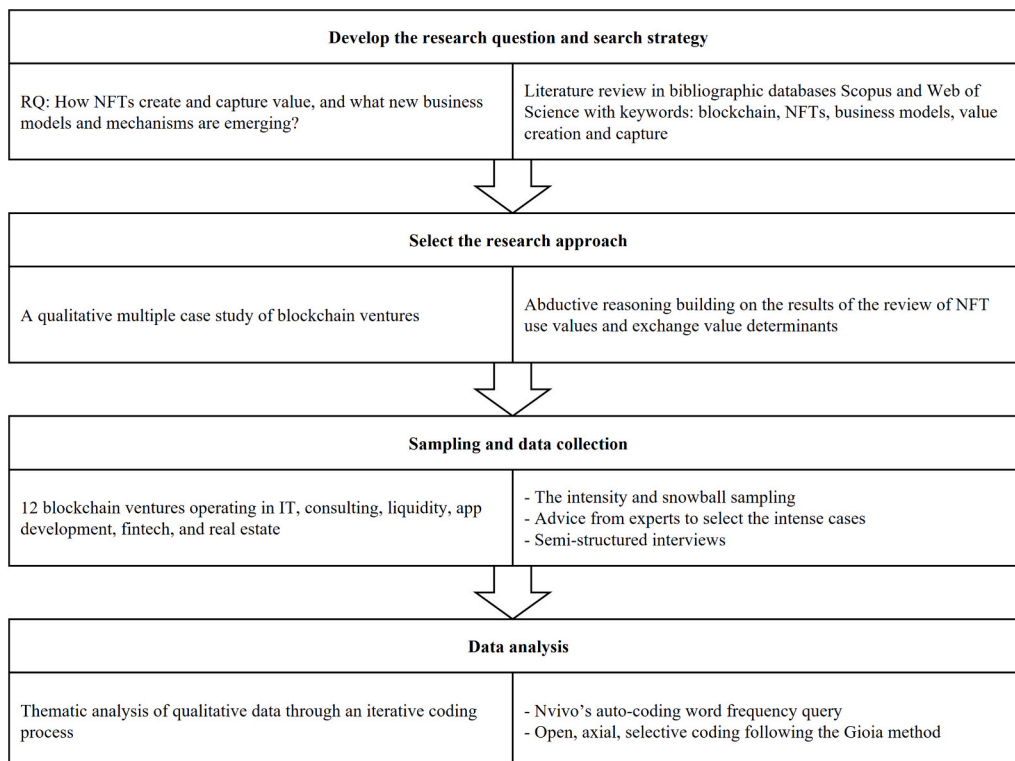 Develop the research question and search strategy
RQ: How NFTs create and capture value, and what new business
models and mechanisms are emerging?
Literature review in bibliographic databases Scopus and Web of
Science with keywords: blockchain, NFTs, business models, value
creation and capture
Select the research approach
A qualitative multiple case study of blockchain ventures
Abductive reasoning building on the results of the review of NFT
use values and exchange value determinants
Sampling and data collection
12 blockchain ventures operating in IT, consulting, liquidity, app
development, fintech, and real estate
- The intensity and snowball sampling
- Advice from experts to select the intense cases
- Semi-structured interviews
Data analysis
Thematic analysis of qualitative data through an iterative coding
process
- Nvivo’s auto-coding word frequency query
- Open, axial, selective coding following the Gioia method